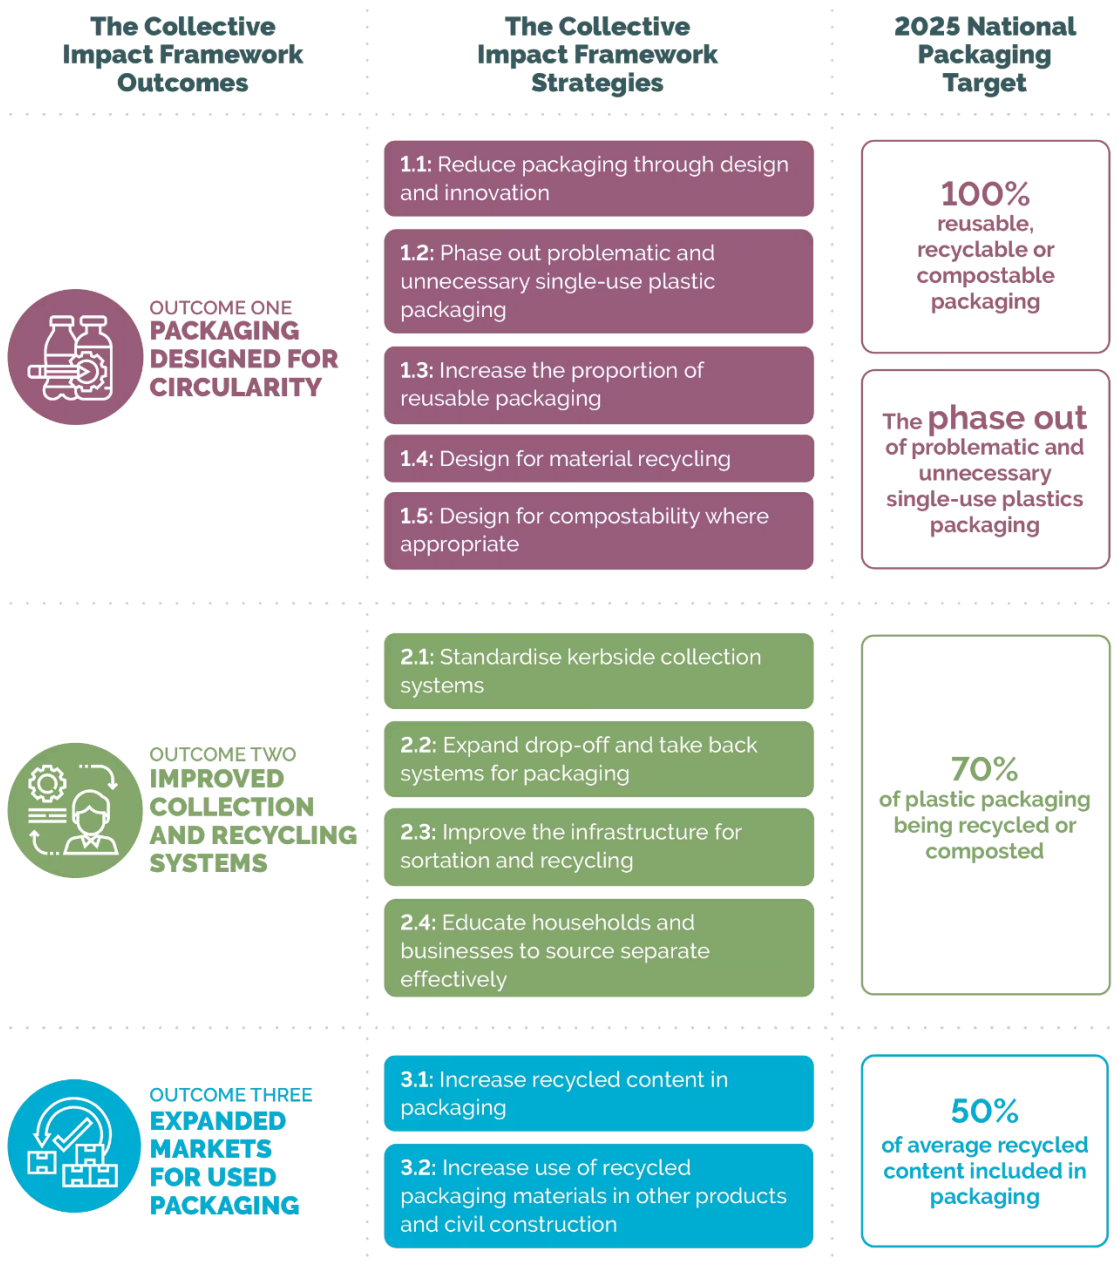 The Collective
Impact Framework
Outcomes
The Collective
Impact Framework
Strategies
2025 National
Packaging
Target
OUTCOME ONE
PACKAGING
DESIGNED FOR
CIRCULARITY
1.1: Reduce packaging through design
and innovation
1.2: Phase out problematic and
unnecessary single-use plastic
packaging
1.3: Increase the proportion of
reusable packaging
1.4: Design for material recycling
1.5: Design for compostability where
appropriate
100%
reusable,
recyclable or
compostable
packaging
The phase out
of problematic and
unnecessary
single-use plastics
packaging
OUTCOME TWO
IMPROVED
COLLECTION
AND RECYCLING
SYSTEMS
2.1: Standardise kerbside collection
systems
2.2: Expand drop-off and take back
systems for packaging
2.3: Improve the infrastructure for
sortation and recycling
2.4: Educate households and
businesses to source separate
effectively
70%
of plastic packaging
being recycled or
composted
OUTCOME THREE
EXPANDED
MARKETS
FOR USED
PACKAGING
3.1: Increase recycled content in
packaging
3.2: Increase use of recycled
packaging materials in other products
and civil construction
50%
of average recycled
content included in
packaging